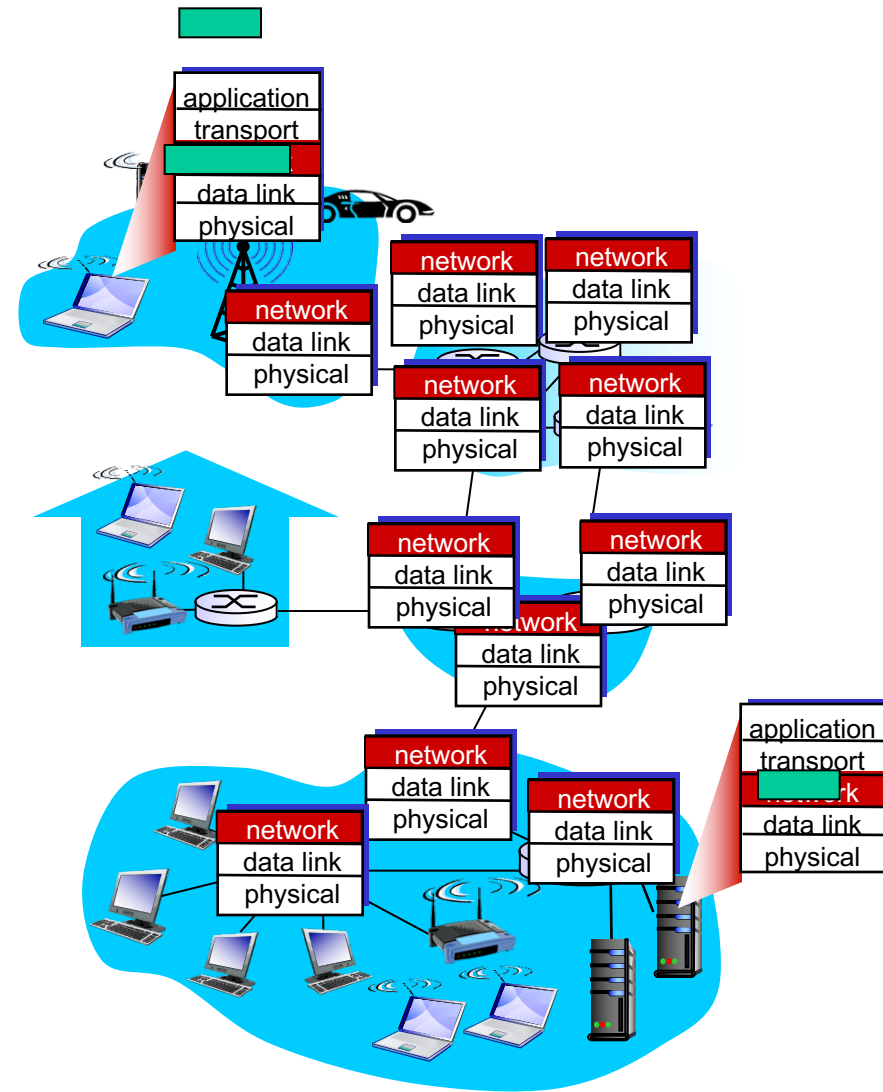 application
transport
data link
physical
network
data link
physical
network
data link
physical
network
data link
physical
network
data link
physical
network
data link
physical
network
data link
physical
network
data link
physical
network
data link
physical
application
transport
network
data link
physical
network
data link
physical
network
data link
physical
network
data link
physical